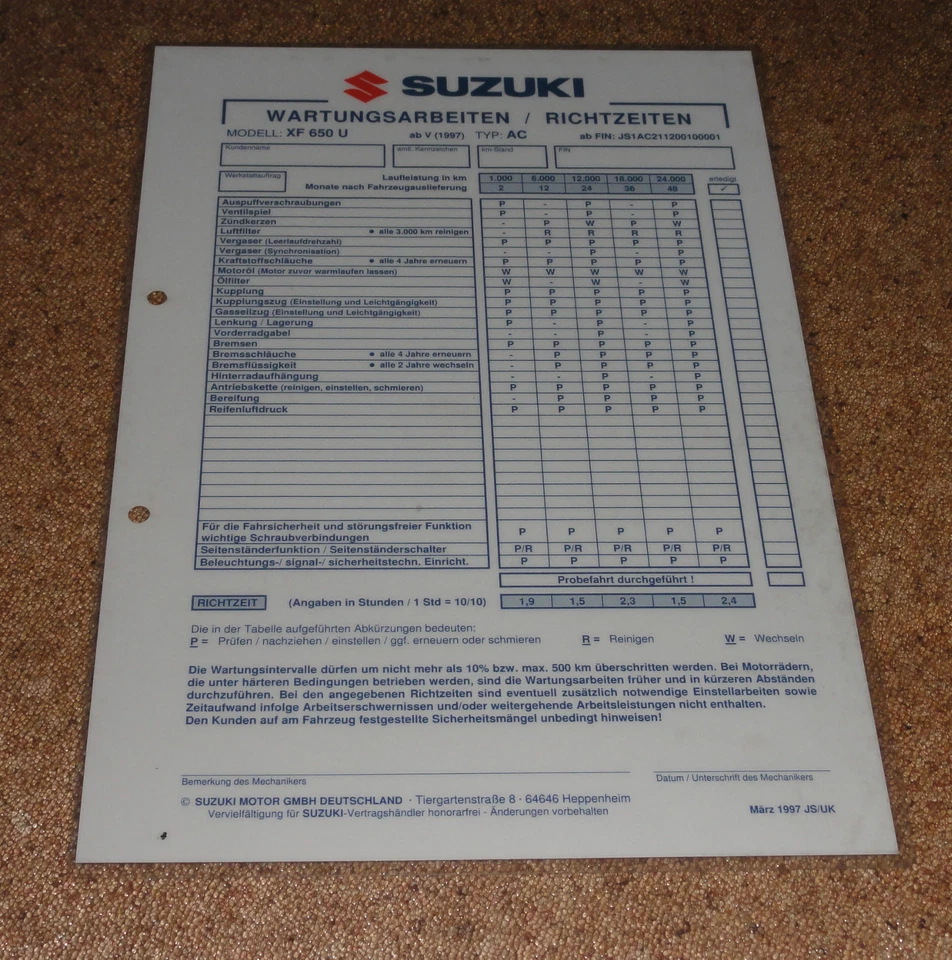 SUZUKI
WARTUNGSARBEITEN / RICHTZEITEN
MODELL: XF 650 U ab V (1997) TYP: AC ab FIN: JS1AC211200100001
Kundenname amtl. Kennzeichen km-Stand FIN
Werkstattauftrag Laufleistung in km 1.000 6.000 12.000 18.000 24.000 erledigt
Monate nach Fahrzeugauslieferung 2 12 24 36 48 ✓
Auspuffverschraubungen P - P - P
Ventilspiel P - P - P
Zündkerzen - P W P W
Luftfilter • alle 3.000 km reinigen - R R R R
Vergaser (Leerlaufdrehzahl) P P P P P
Vergaser (Synchronisation) - - P - P
Kraftstoffschläuche • alle 4 Jahre erneuern P P P P P
Motoröl (Motor zuvor warmlaufen lassen) W W W W W
Ölfilter W - W - W
Kupplung P P P P P
Kupplungszug (Einstellung und Leichtgängigkeit) P P P P P
Gasseilzug (Einstellung und Leichtgängigkeit) P P P P P
Lenkung / Lagerung P - P - P
Vorderradgabel - - P - P
Bremsen P P P P P
Bremsschläuche • alle 4 Jahre erneuern - P P P P
Bremsflüssigkeit • alle 2 Jahre wechseln - P P P P
Hinterradaufhängung - - P - P
Antriebskette (reinigen, einstellen, schmieren) P P P P P
Bereifung - P P P P
Reifenluftdruck P P P P P
Für die Fahrsicherheit und störungsfreier Funktion
wichtige Schraubverbindungen P P P P P
Seitenständerfunktion / Seitenständerschalter P/R P/R P/R P/R P/R
Beleuchtungs-/ signal-/ sicherheitstechn. Einricht. P P P P P
Probefahrt durchgeführt !
RICHTZEIT (Angaben in Stunden / 1 Std = 10/10) 1,9 1,5 2,3 1,5 2,4
Die in der Tabelle aufgeführten Abkürzungen bedeuten:
P = Prüfen / nachziehen / einstellen / ggf. erneuern oder schmieren R = Reinigen W = Wechseln
Die Wartungsintervalle dürfen um nicht mehr als 10% bzw. max. 500 km überschritten werden. Bei Motorrädern,
die unter härteren Bedingungen betrieben werden, sind die Wartungsarbeiten früher und in kürzeren Abständen
durchzuführen. Bei den angegebenen Richtzeiten sind eventuell zusätzlich notwendige Einstellarbeiten sowie
Zeitaufwand infolge Arbeitserschwernissen und/oder weitergehende Arbeitsleistungen nicht enthalten.
Den Kunden auf am Fahrzeug festgestellte Sicherheitsmängel unbedingt hinweisen!
Bemerkung des Mechanikers Datum / Unterschrift des Mechanikers
© SUZUKI MOTOR GMBH DEUTSCHLAND · Tiergartenstraße 8 · 64646 Heppenheim
Vervielfältigung für SUZUKI-Vertragshändler honorarfrei - Änderungen vorbehalten März 1997 JS/UK